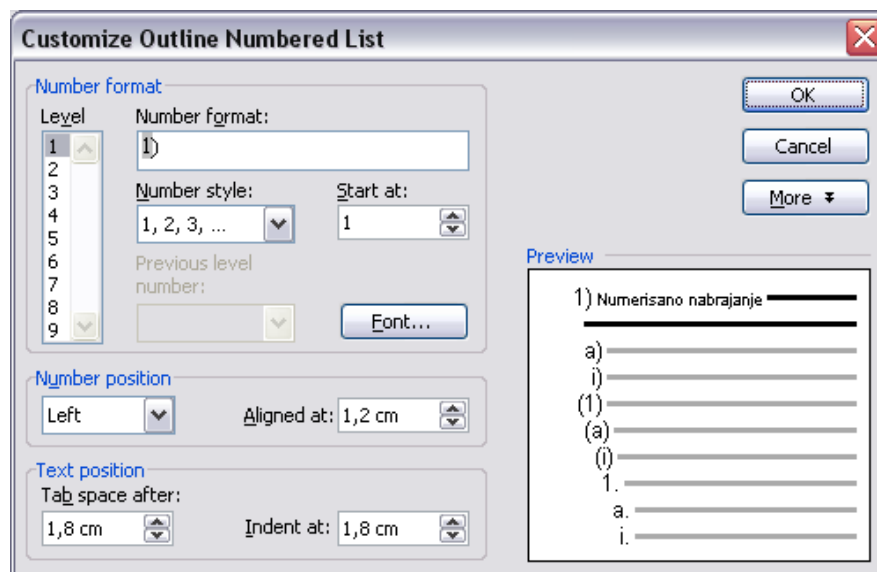 Customize Outline Numbered List
Number format
Level
1
2
3
4
5
6
7
8
9
Number format:
1)
Number style:
1, 2, 3, ...
Start at:
1
Previous level
number:
Font...
OK
Cancel
More
Number position
Left
Aligned at: 1,2 cm
Text position
Tab space after:
1,8 cm
Indent at: 1,8 cm
Preview
1) Numerisano nabrajanje
a)
i)
(1)
(a)
(i)
1.
a.
i.